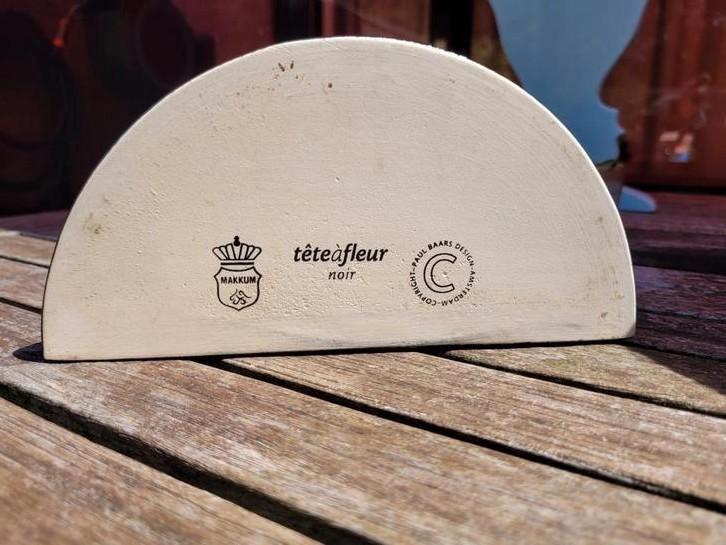 MAKKUM
têteàfleur
noir
C
COPYRIGHT-PAUL BAARS DESIGN-AMSTERDAM-